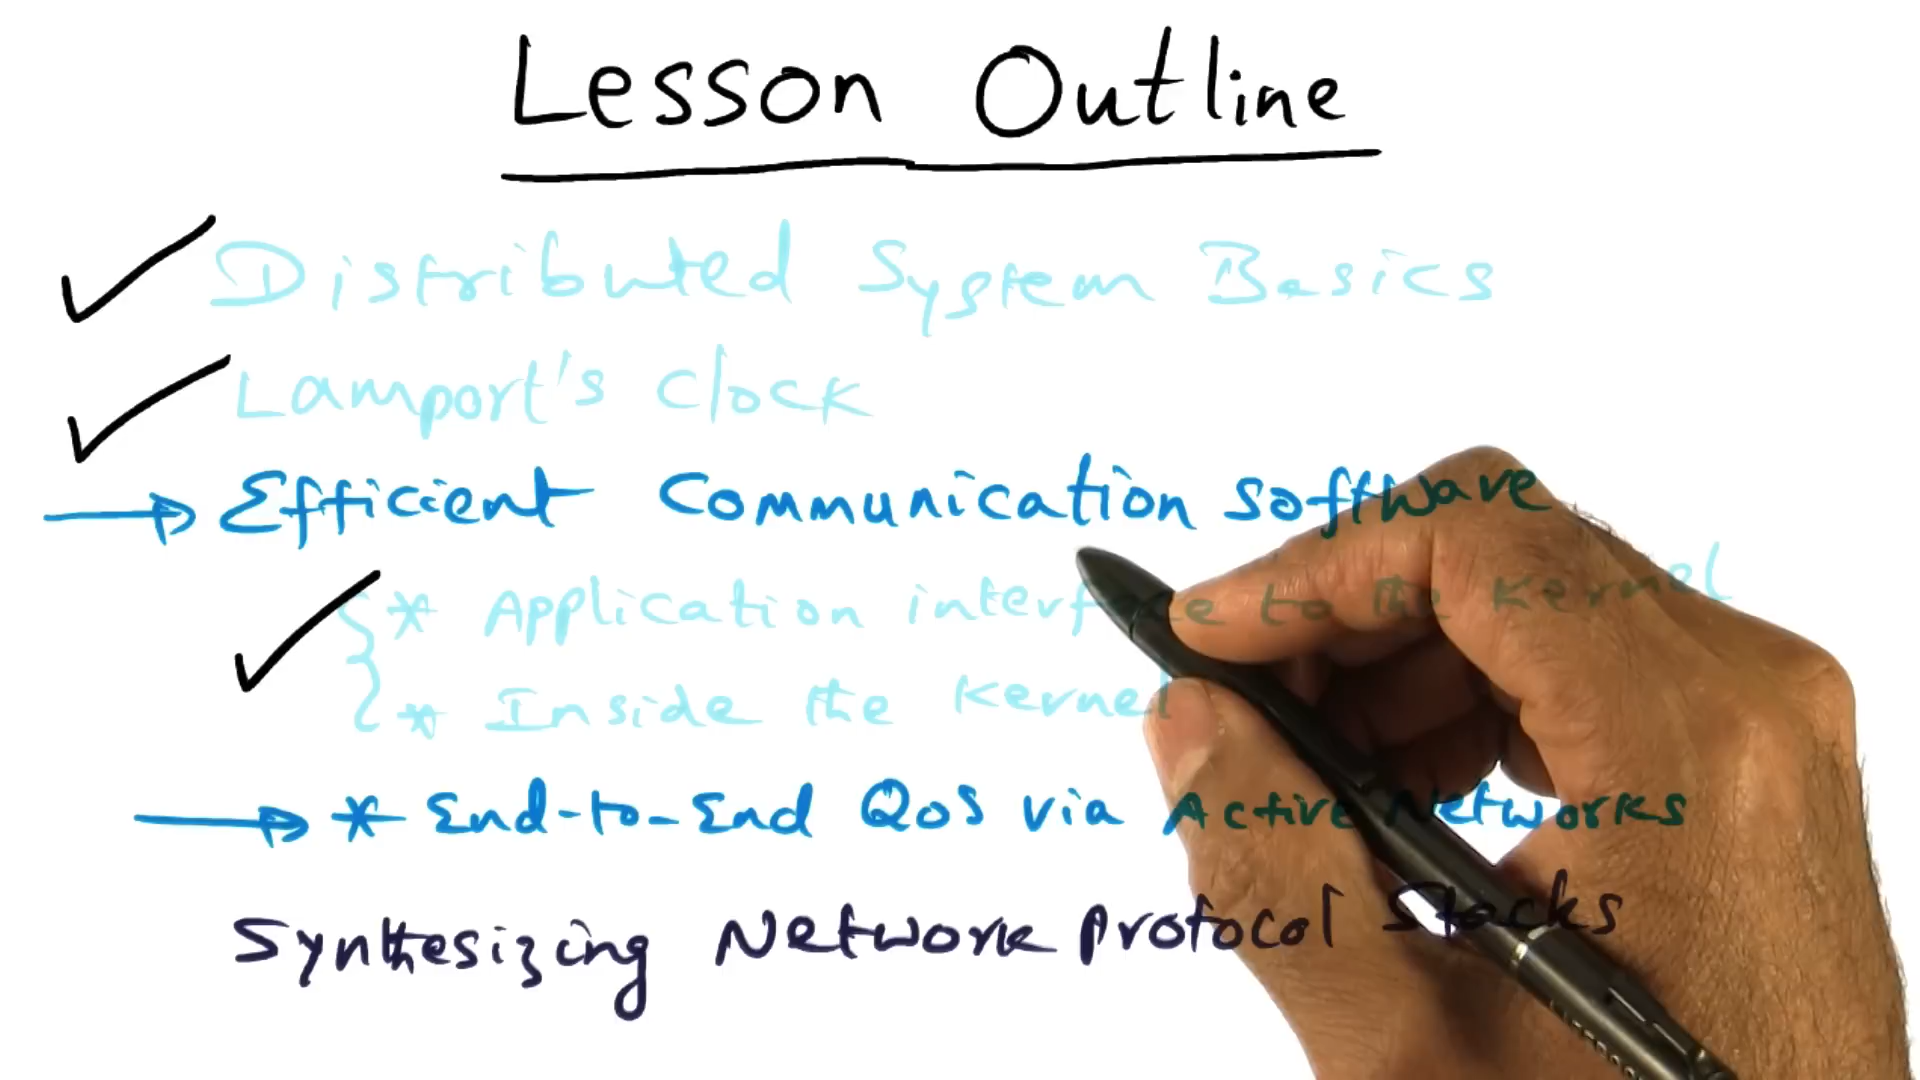 Lesson Outline
Distributed System Basics
Lamport's Clock
→ Efficient Communication software
* Application interface to the Kernel
* Inside the Kernel
→ * End-to-End QoS via Active Networks
Synthesizing Network Protocol Stacks